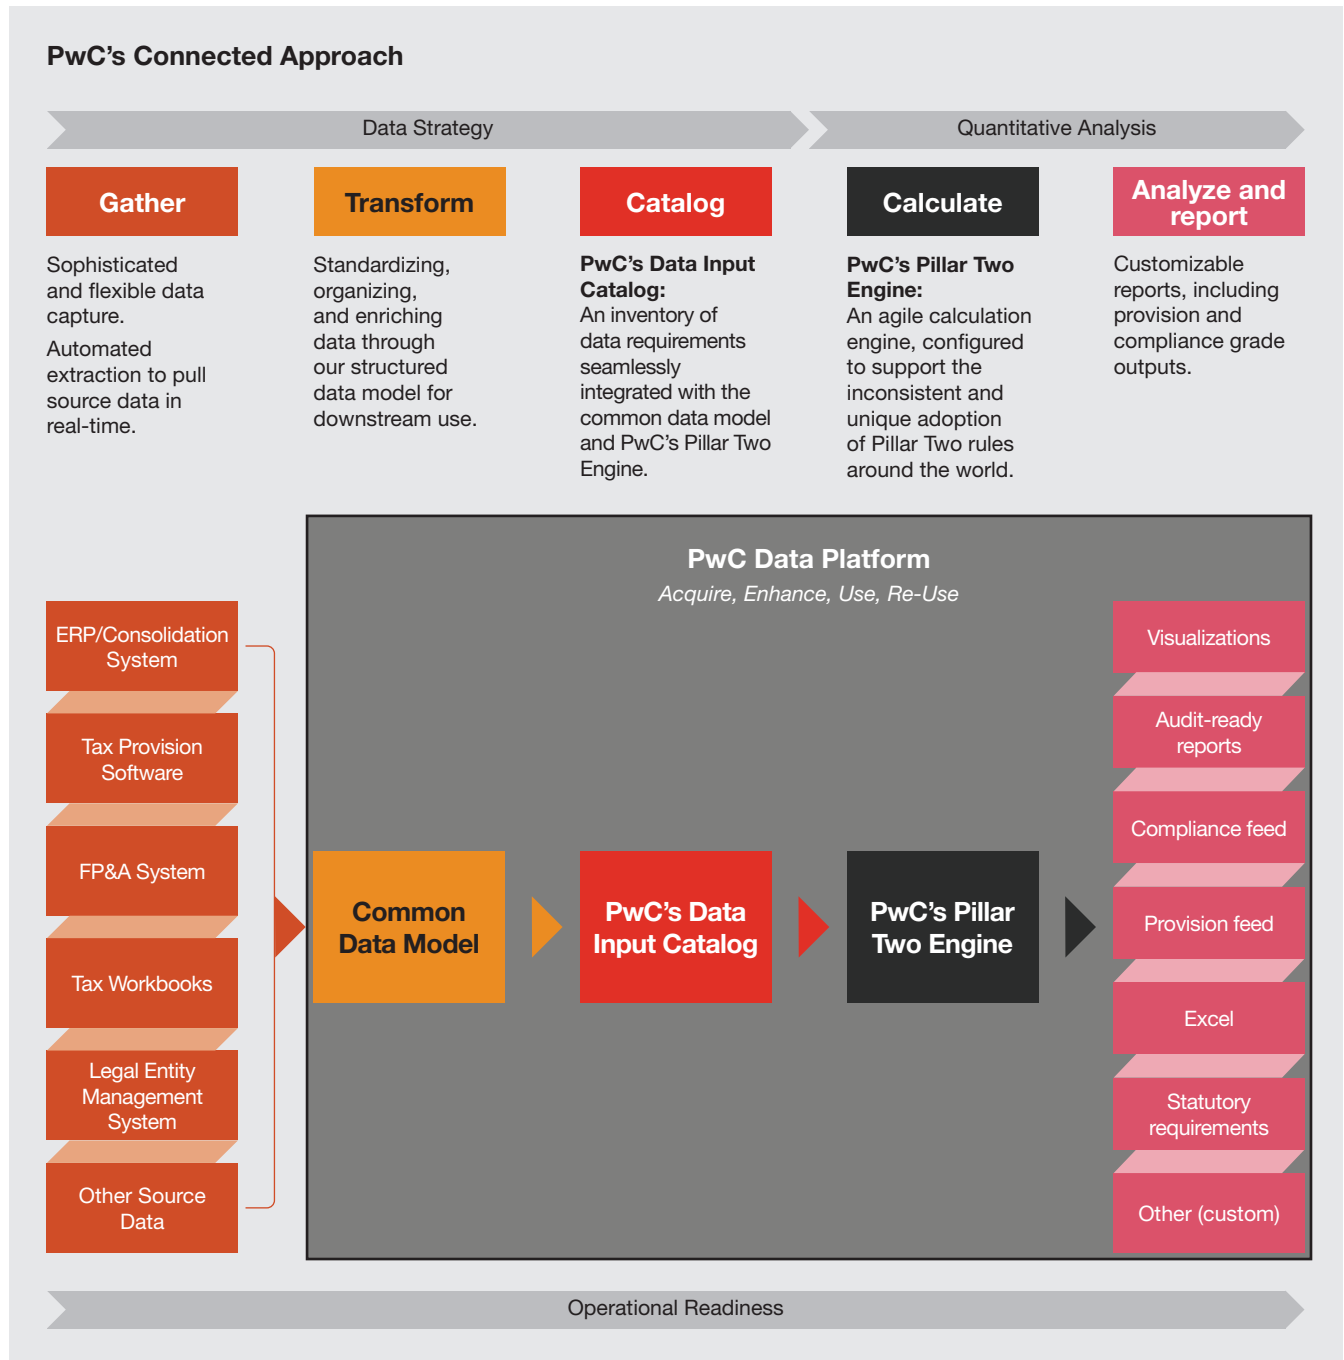 PwC's Connected Approach
Data Strategy
Quantitative Analysis
Gather
Sophisticated
and flexible data
capture.
Automated
extraction to pull
source data in
real-time.
Transform
Standardizing,
organizing,
and enriching
data through
our structured
data model for
downstream use.
Catalog
PwC's Data Input
Catalog:
An inventory of
data requirements
seamlessly
integrated with the
common data model
and PwC's Pillar Two
Engine.
Calculate
PwC's Pillar Two
Engine:
An agile calculation
engine, configured
to support the
inconsistent and
unique adoption
of Pillar Two rules
around the world.
Analyze and
report
Customizable
reports, including
provision and
compliance grade
outputs.
PwC Data Platform
Acquire, Enhance, Use, Re-Use
ERP/Consolidation
System
Tax Provision
Software
FP&A System
Tax Workbooks
Legal Entity
Management
System
Other Source
Data
Common
Data Model
PwC's Data
Input Catalog
PwC's Pillar
Two Engine
Visualizations
Audit-ready
reports
Compliance feed
Provision feed
Excel
Statutory
requirements
Other (custom)
Operational Readiness